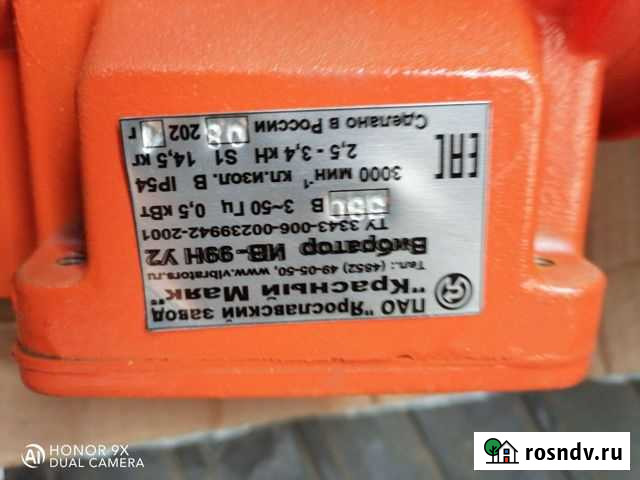 ПАО "Ярославский завод
"Красный Маяк"
Тел.: (4852) 49-05-50, www.vibrators.ru
Вибратор ИВ-99Н У2
ТУ 3343-006-00239942-2001
380 В 3~50 Гц 0,5 кВт
3000 мин⁻¹ кл.изол. В IP54
2,5 - 3,4 кН S1 14,5 кг
Сделано в России 08 202 г
EAC
HONOR 9X
AI DUAL CAMERA
rosndv.ru